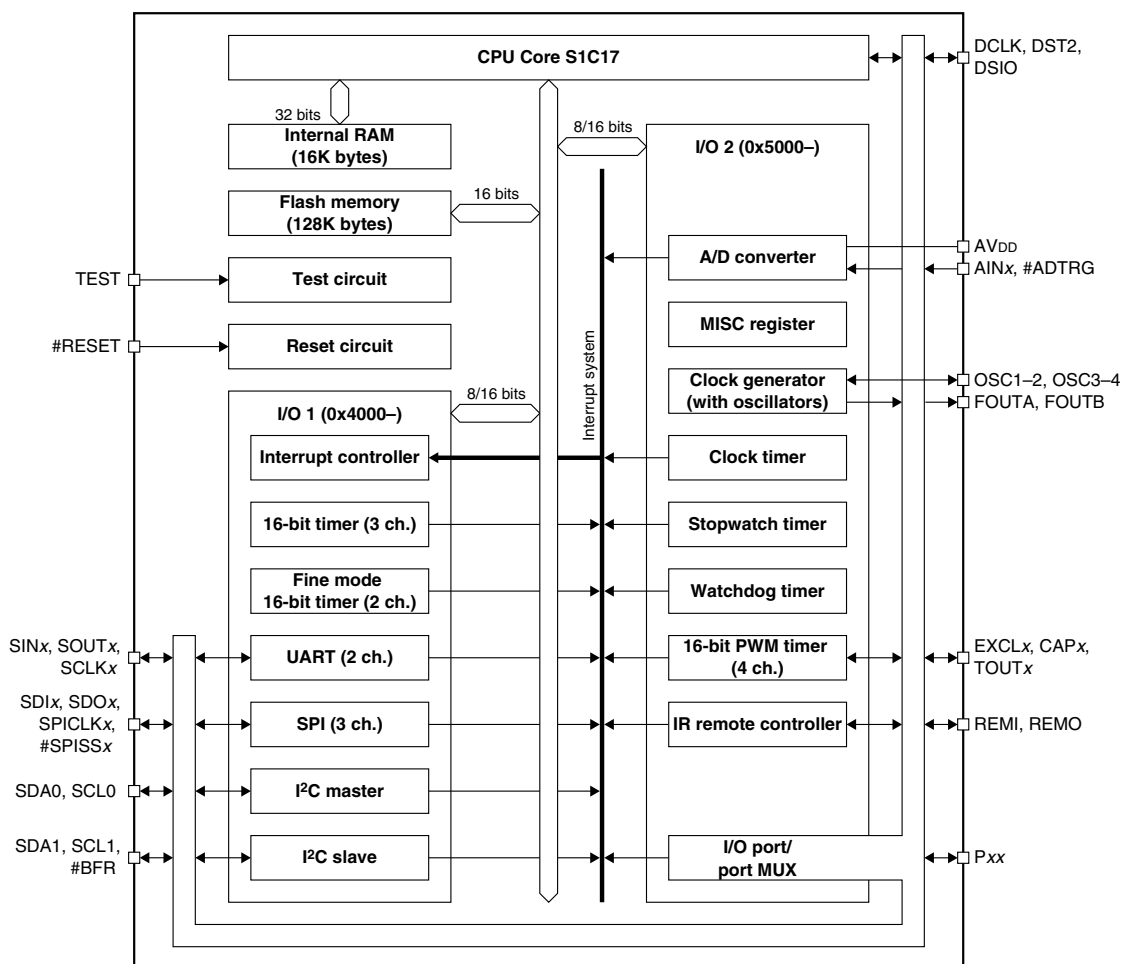 CPU Core S1C17
DCLK, DST2,
DSIO
32 bits
Internal RAM
(16K bytes)
8/16 bits
I/O 2 (0x5000–)
Flash memory
(128K bytes)
16 bits
A/D converter
AVDD
AINx, #ADTRG
TEST
Test circuit
MISC register
#RESET
Reset circuit
Interrupt system
Clock generator
(with oscillators)
OSC1–2, OSC3–4
FOUTA, FOUTB
I/O 1 (0x4000–)
8/16 bits
Interrupt controller
Clock timer
16-bit timer (3 ch.)
Stopwatch timer
Fine mode
16-bit timer (2 ch.)
Watchdog timer
SINx, SOUTx,
SCLKx
UART (2 ch.)
16-bit PWM timer
(4 ch.)
EXCLx, CAPx,
TOUTx
SDIx, SDOx,
SPICLKx,
#SPISSx
SPI (3 ch.)
IR remote controller
REMI, REMO
SDA0, SCL0
I²C master
SDA1, SCL1,
#BFR
I²C slave
I/O port/
port MUX
Pxx